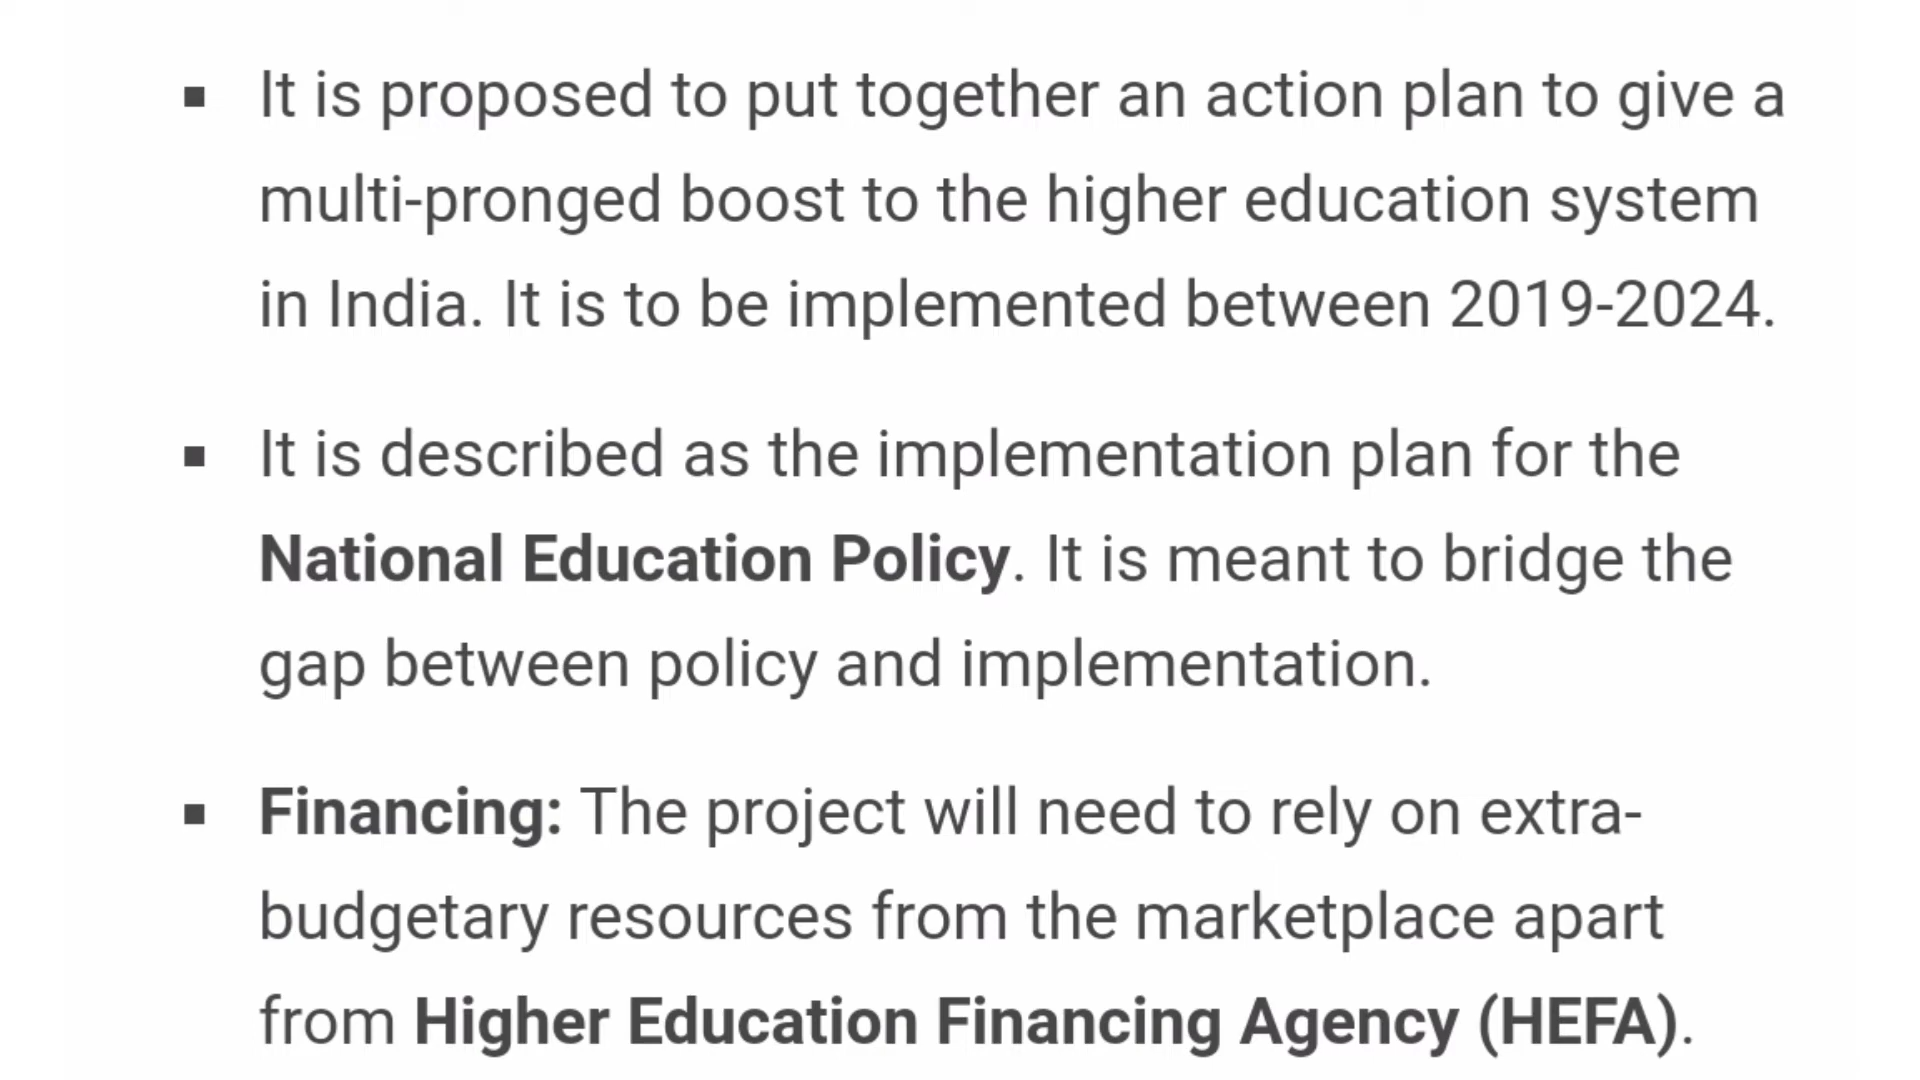 ▪ It is proposed to put together an action plan to give a
multi-pronged boost to the higher education system
in India. It is to be implemented between 2019-2024.
▪ It is described as the implementation plan for the
National Education Policy. It is meant to bridge the
gap between policy and implementation.
▪ Financing: The project will need to rely on extra-
budgetary resources from the marketplace apart
from Higher Education Financing Agency (HEFA).